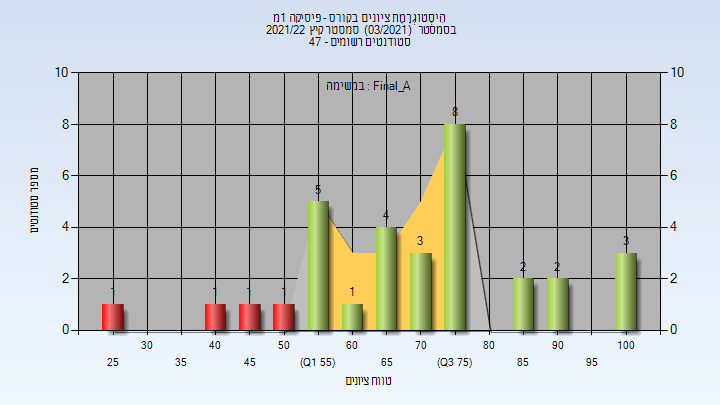 היסטוגרמת ציונים בקורס - פיסיקה 1מ
בסמסטר (03/2021) סמסטר קיץ 2021/22
סטודנטים רשומים - 47
במשימה : Final_A
מספר סטודנטים
10 10
8 8
6 6
4 4
2 2
0 0
1 1 1 1 5 1 4 3 8 2 2 3
30 40 50 60 70 80 90 100
25 35 45 (Q1 55) 65 (Q3 75) 85 95
טווח ציונים